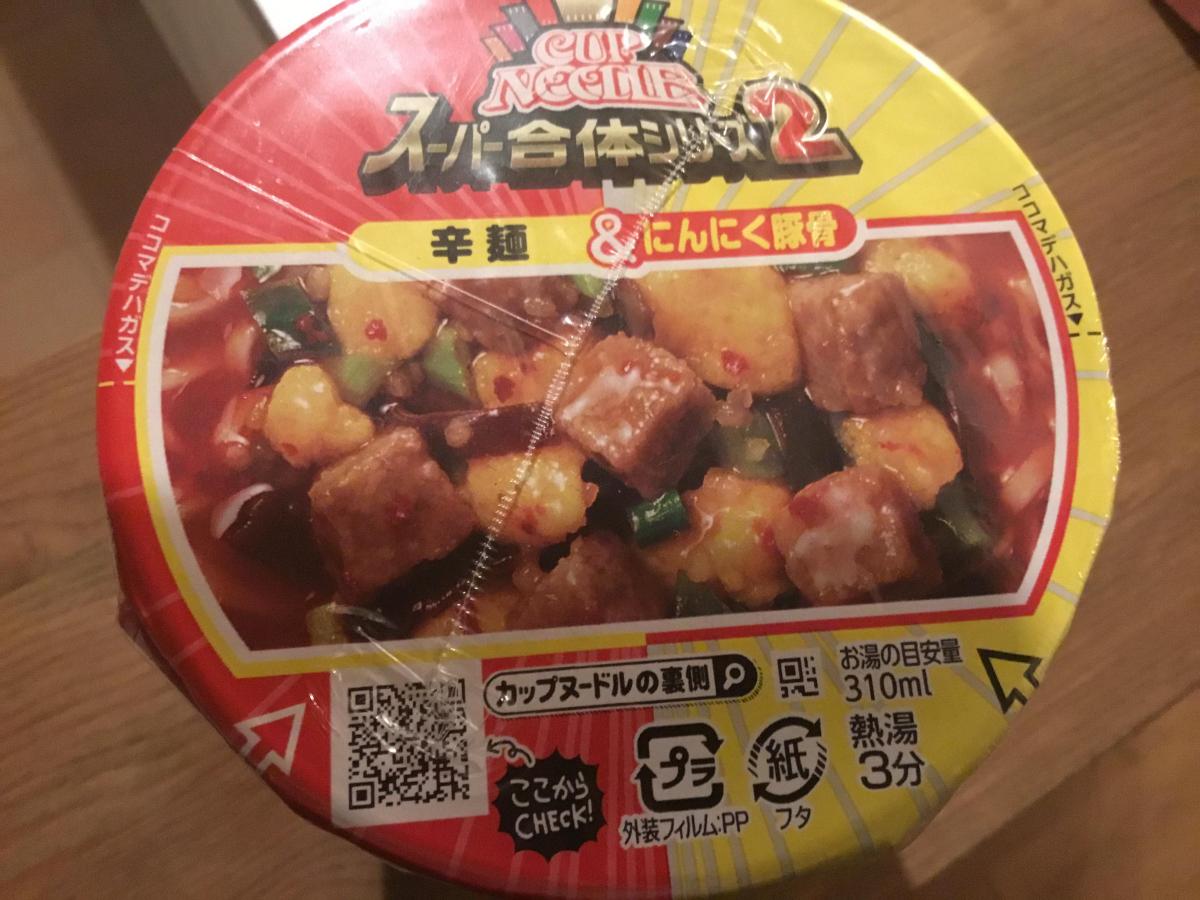 CUP
NOODLE
スーパー合体シリーズ2
辛麺 & にんにく豚骨
ココマデハガス▼
ココマデハガス▼
カップヌードルの裏側
お湯の目安量
310ml
熱湯
3分
ここから
CHECK!
プラ
外装フィルム:PP
紙
フタ